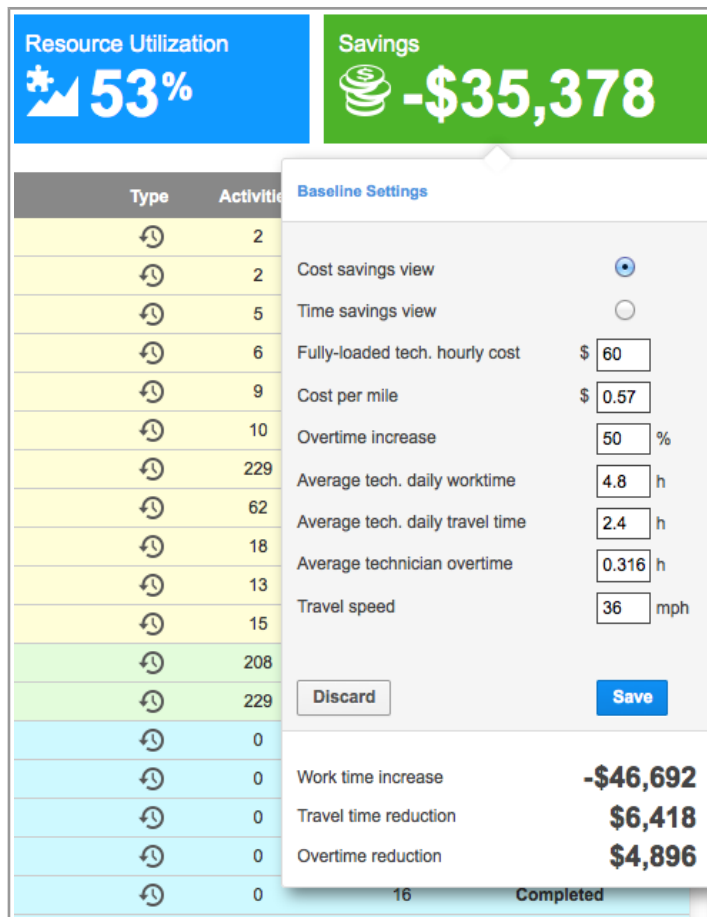 Resource Utilization
53%
Savings
-$35,378
Type Activitie
2
2
5
6
9
10
229
62
18
13
15
208
229
0
0
0
0
0 16 Completed
Baseline Settings
Cost savings view
Time savings view
Fully-loaded tech. hourly cost $ 60
Cost per mile $ 0.57
Overtime increase 50 %
Average tech. daily worktime 4.8 h
Average tech. daily travel time 2.4 h
Average technician overtime 0.316 h
Travel speed 36 mph
Discard Save
Work time increase -$46,692
Travel time reduction $6,418
Overtime reduction $4,896